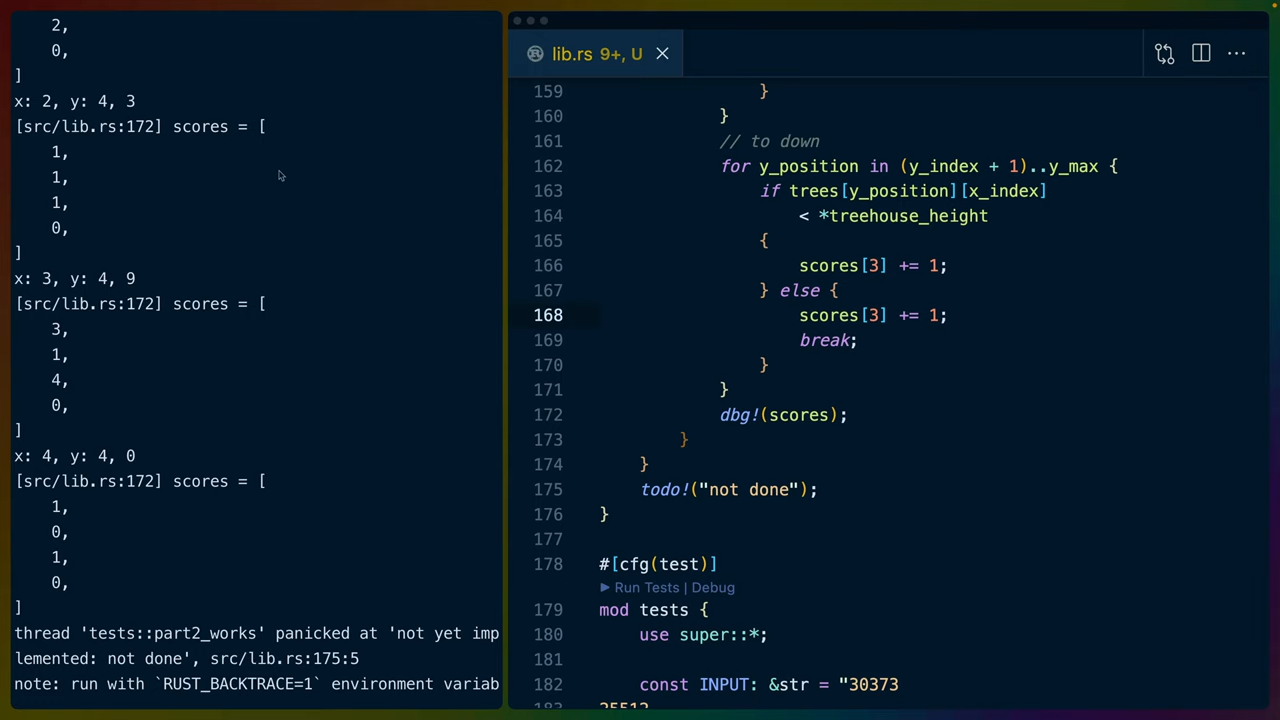 2,
0,
]
x: 2, y: 4, 3
[src/lib.rs:172] scores = [
1,
1,
1,
0,
]
x: 3, y: 4, 9
[src/lib.rs:172] scores = [
3,
1,
4,
0,
]
x: 4, y: 4, 0
[src/lib.rs:172] scores = [
1,
0,
1,
0,
]
thread 'tests::part2_works' panicked at 'not yet imp
lemented: not done', src/lib.rs:175:5
note: run with `RUST_BACKTRACE=1` environment variab
lib.rs 9+, U
159 }
160 }
161 // to down
162 for y_position in (y_index + 1)..y_max {
163 if trees[y_position][x_index]
164 < *treehouse_height
165 {
166 scores[3] += 1;
167 } else {
168 scores[3] += 1;
169 break;
170 }
171 }
172 dbg!(scores);
173 }
174 }
175 todo!("not done");
176 }
177
178 #[cfg(test)]
Run Tests | Debug
179 mod tests {
180 use super::*;
181
182 const INPUT: &str = "30373
183 25512